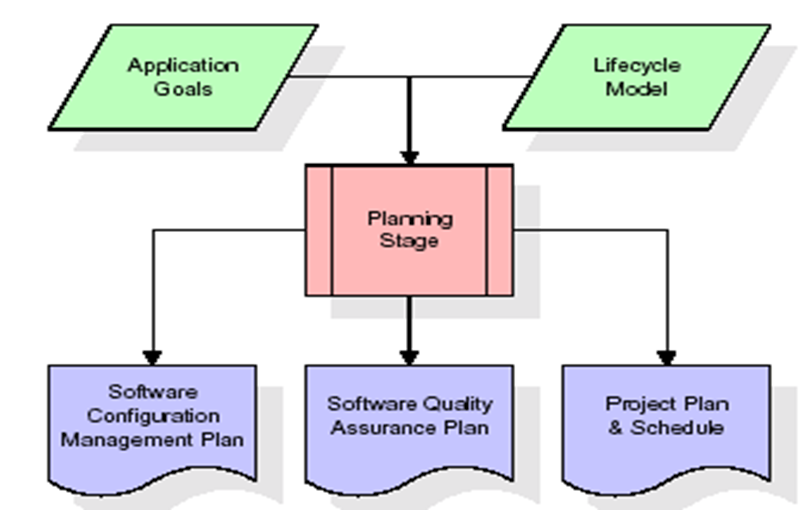 Application
Goals
Lifecycle
Model
Planning
Stage
Software
Configuration
Management Plan
Software Quality
Assurance Plan
Project Plan
& Schedule